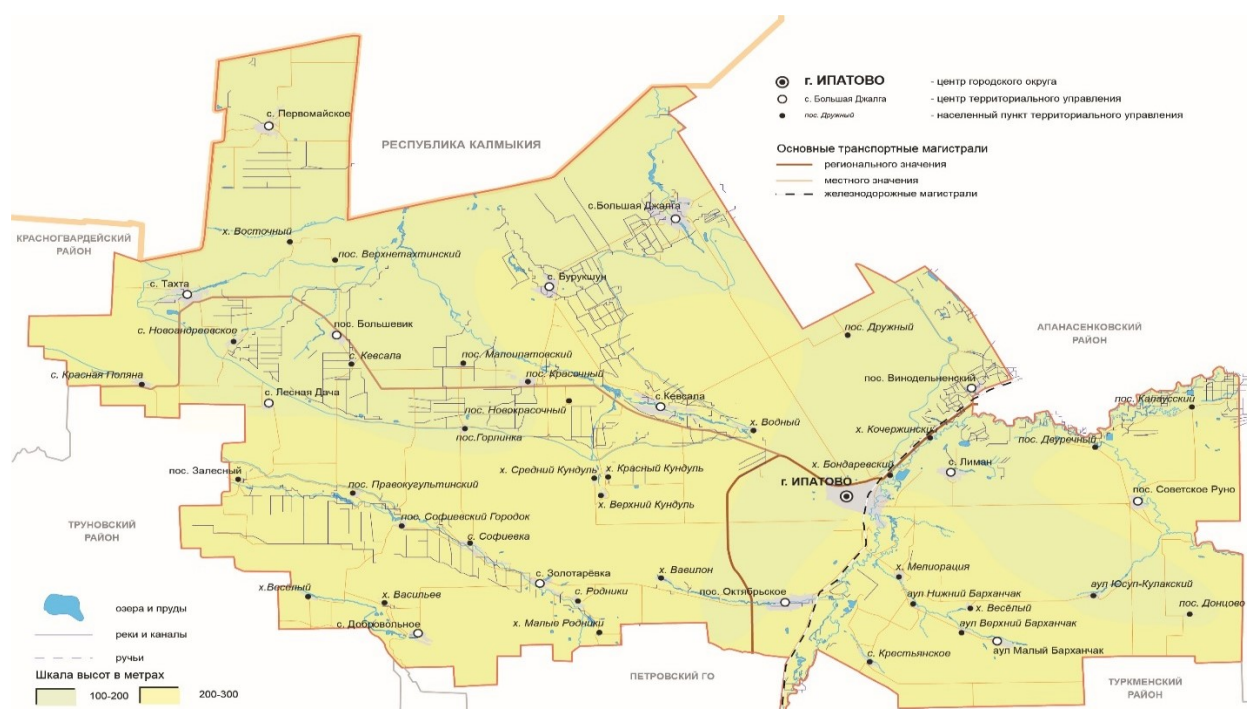 с. Первомайское
РЕСПУБЛИКА КАЛМЫКИЯ
г. ИПАТОВО
- центр городского округа
с. Большая Джалга
- центр территориального управления
пос. Дружный
- населенный пункт территориального управления
Основные транспортные магистрали
регионального значения
местного значения
железнодорожные магистрали
КРАСНОГВАРДЕЙСКИЙ
РАЙОН
х. Восточный
пос. Верхнетахтинский
с.Большая Джалга
с. Тахта
с. Бурукшун
с. Новоандреевское
пос. Большевик
с. Кевсала
пос. Малоипатовский
пос. Красочный
пос. Дружный
АПАНАСЕНКОВСКИЙ
РАЙОН
с. Красная Поляна
с. Лесная Дача
пос. Новокрасочный
с.Кевсала
пос. Винодельненский
пос. Калаусский
пос.Горлинка
х. Водный
х. Кочержинский
пос. Двуречный
пос. Залесный
х. Средний Кундуль
х. Красный Кундуль
х. Бондаревский
с. Лиман
пос. Правокугультинский
х. Верхний Кундуль
г. ИПАТОВО
пос. Советское Руно
ТРУНОВСКИЙ
РАЙОН
пос. Софиевский Городок
с. Софиевка
с. Золотарёвка
х. Вавилон
х. Мелиорация
х.Весёлый
х. Васильев
с. Родники
пос. Октябрьское
аул Нижний Барханчак
аул Юсуп-Кулакский
х. Весёлый
пос. Донцово
озера и пруды
с. Добровольное
х. Малые Родники
аул Верхний Барханчак
реки и каналы
с. Крестьянское
аул Малый Барханчак
ручьи
Шкала высот в метрах
100-200
200-300
ПЕТРОВСКИЙ ГО
ТУРКМЕНСКИЙ
РАЙОН